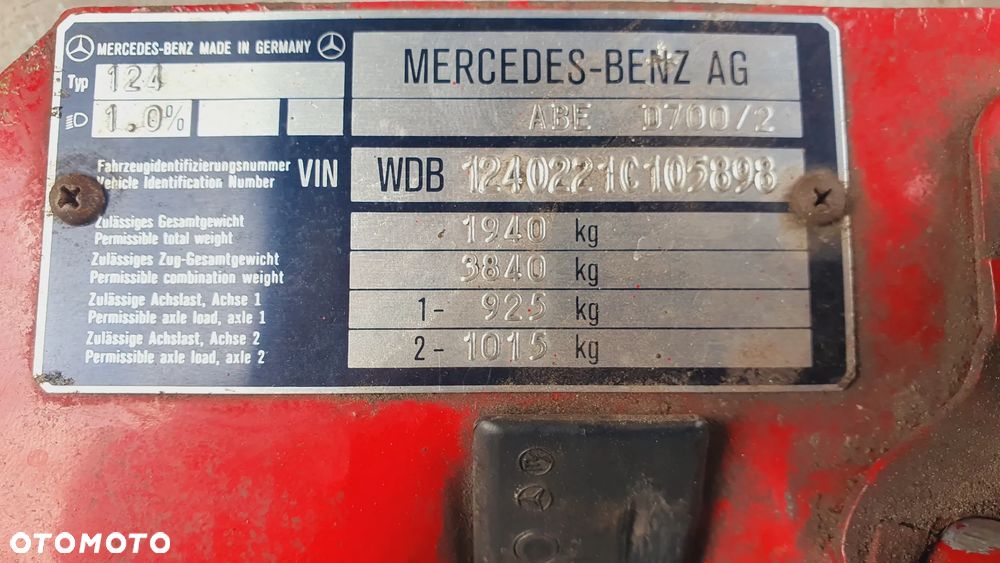 MERCEDES-BENZ MADE IN GERMANY
Typ 124
1.0%
MERCEDES-BENZ AG
ABE D700/2
Fahrzeugidentifizierungsnummer
Vehicle Identification Number
VIN WDB 1240221C105898
Zulässiges Gesamtgewicht
Permissible total weight
1940 kg
Zulässiges Zug-Gesamtgewicht
Permissible combination weight
3840 kg
Zulässige Achslast, Achse 1
Permissible axle load, axle 1
1- 925 kg
Zulässige Achslast, Achse 2
Permissible axle load, axle 2
2- 1015 kg
OTOMOTO